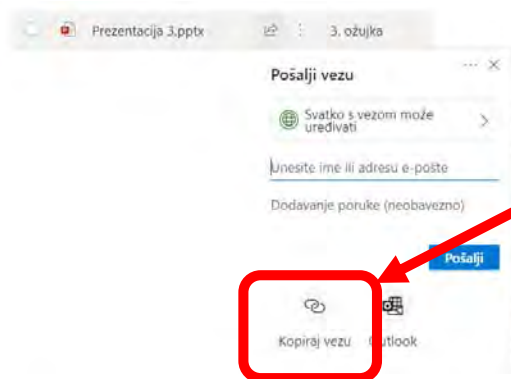 Prezentacija 3.pptx 3. ožujka
Pošalji vezu
Svatko s vezom može
uređivati
Unesite ime ili adresu e-pošte
Dodavanje poruke (neobavezno)
Pošalji
Kopiraj vezu Outlook